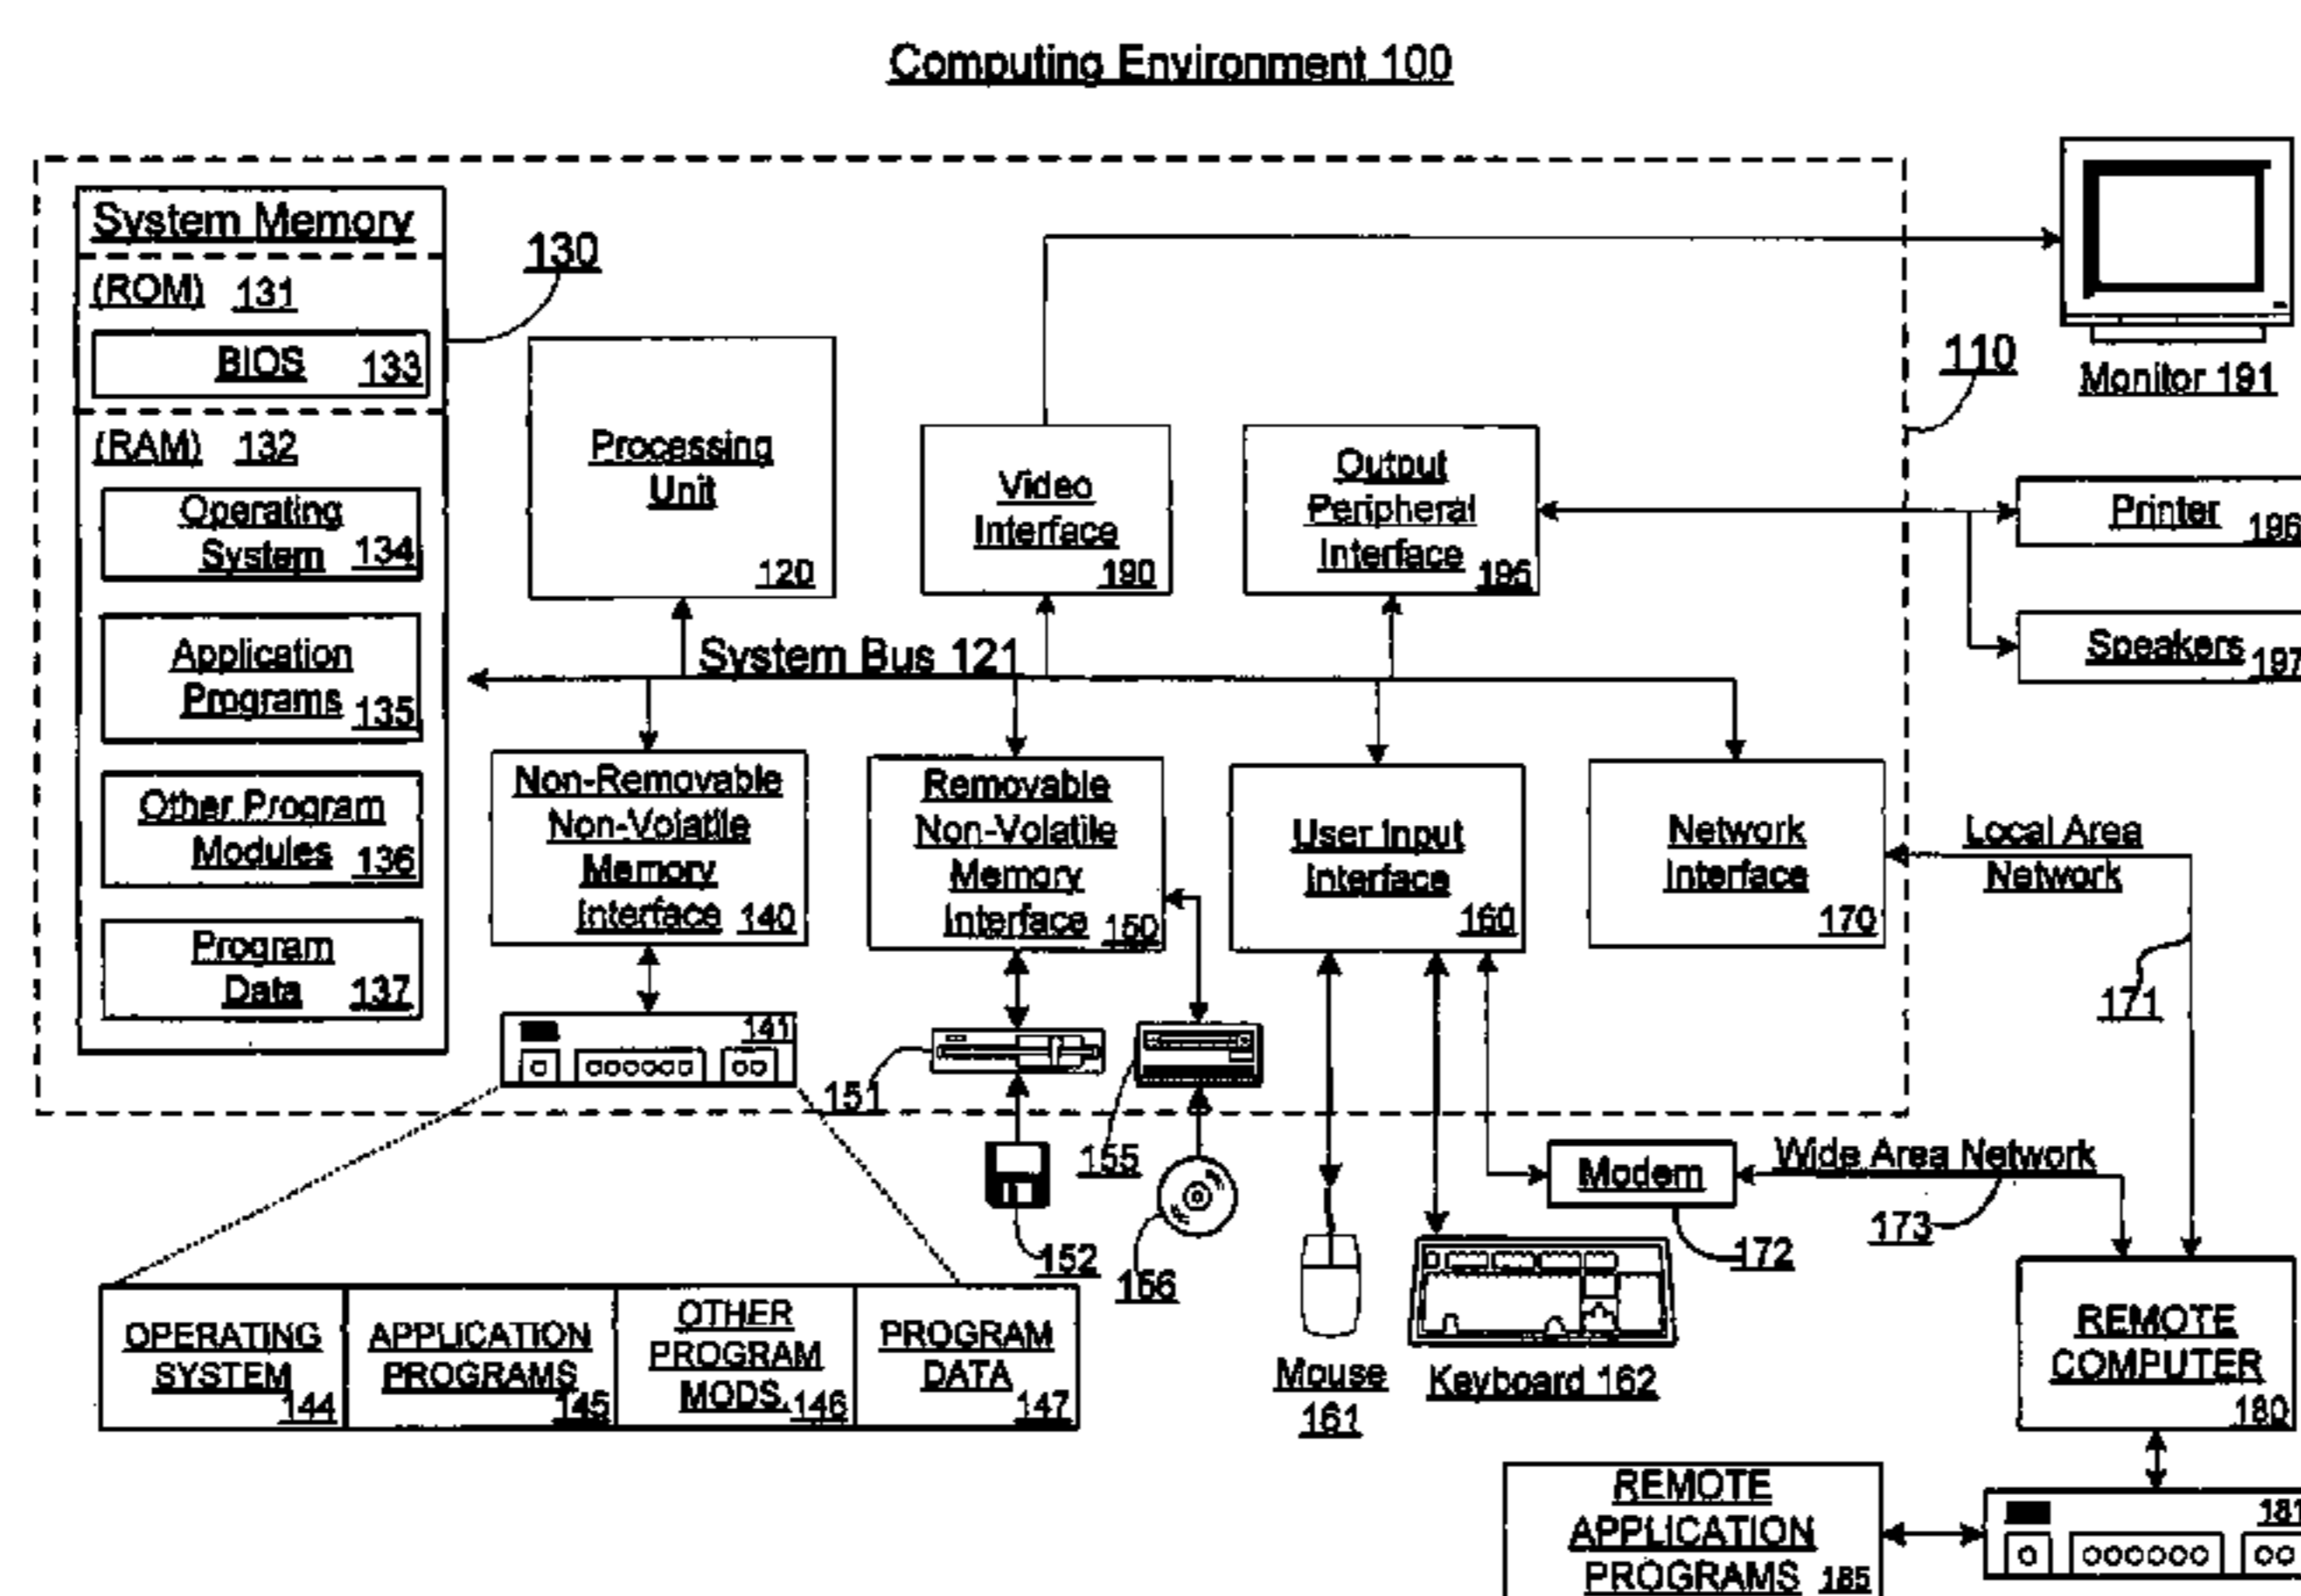 Computing Environment 100
System Memory
(ROM) 131
BIOS 133
(RAM) 132
Operating
System 134
Application
Programs 135
Other Program
Modules 136
Program
Data 137
130
Processing
Unit
120
Video
Interface
190
Output
Peripheral
Interface 195
Monitor 191
110
Printer 196
Speakers 197
System Bus 121
Non-Removable
Non-Volatile
Memory
Interface 140
Removable
Non-Volatile
Memory
Interface 150
User Input
Interface
160
Network
Interface
170
Local Area
Network
171
141
151
152
155
156
Modem
172
Wide Area Network
173
OPERATING
SYSTEM 144
APPLICATION
PROGRAMS 145
OTHER
PROGRAM
MODS. 146
PROGRAM
DATA 147
Mouse
161
Keyboard 162
REMOTE
COMPUTER
180
REMOTE
APPLICATION
PROGRAMS 185
181